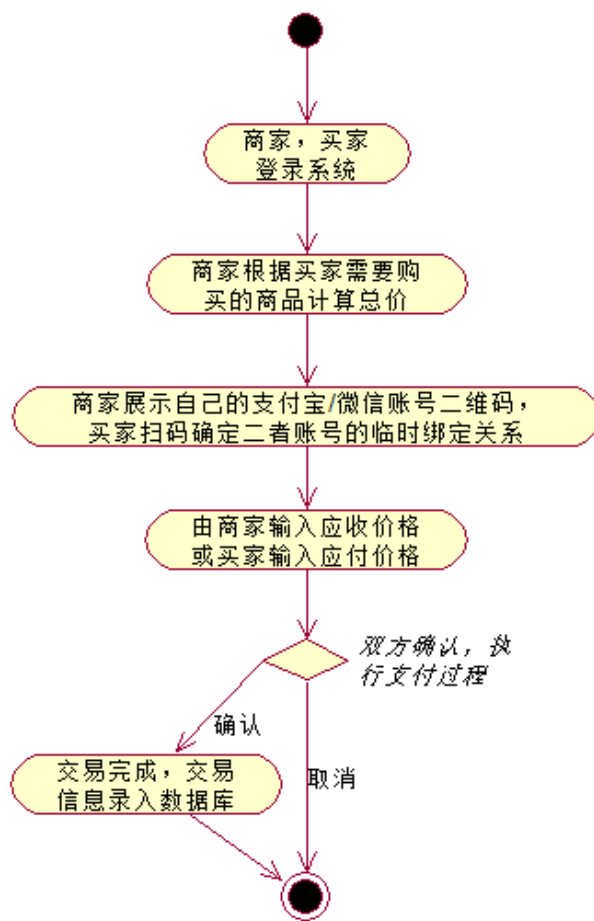 商家，买家
登录系统
商家根据买家需要购
买的商品计算总价
商家展示自己的支付宝/微信账号二维码，
买家扫码确定二者账号的临时绑定关系
由商家输入应收价格
或买家输入应付价格
双方确认，执
行支付过程
确认
取消
交易完成，交易
信息录入数据库